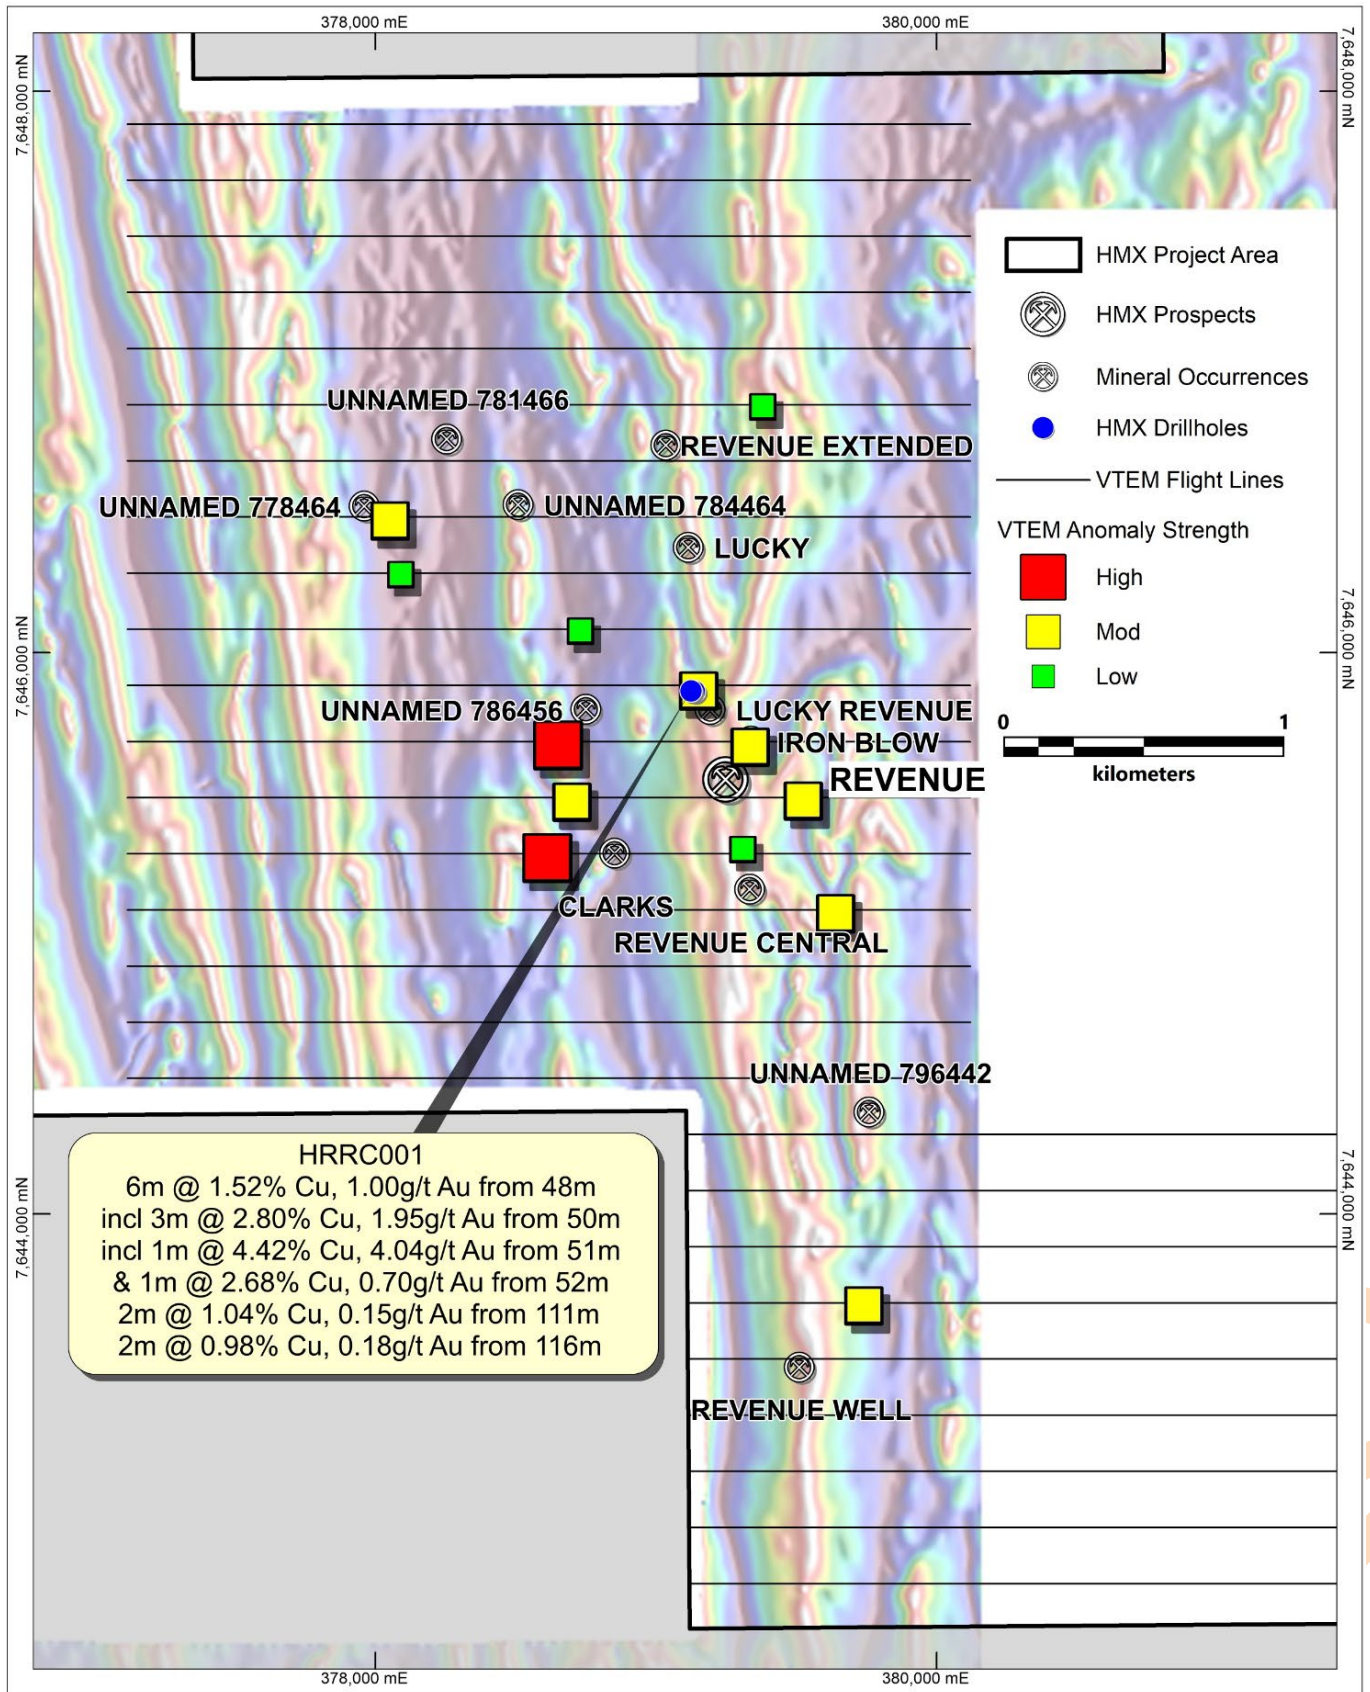 378,000 mE
380,000 mE
7,648,000 mN
7,648,000 mN
HMX Project Area
HMX Prospects
Mineral Occurrences
HMX Drillholes
VTEM Flight Lines
VTEM Anomaly Strength
High
Mod
Low
0
1
kilometers
UNNAMED 781466
REVENUE EXTENDED
UNNAMED 778464
UNNAMED 784464
LUCKY
7,646,000 mN
7,646,000 mN
UNNAMED 786456
LUCKY REVENUE
IRON BLOW
REVENUE
CLARKS
REVENUE CENTRAL
UNNAMED 796442
HRRC001
6m @ 1.52% Cu, 1.00g/t Au from 48m
incl 3m @ 2.80% Cu, 1.95g/t Au from 50m
incl 1m @ 4.42% Cu, 4.04g/t Au from 51m
& 1m @ 2.68% Cu, 0.70g/t Au from 52m
2m @ 1.04% Cu, 0.15g/t Au from 111m
2m @ 0.98% Cu, 0.18g/t Au from 116m
7,644,000 mN
7,644,000 mN
REVENUE WELL
378,000 mE
380,000 mE